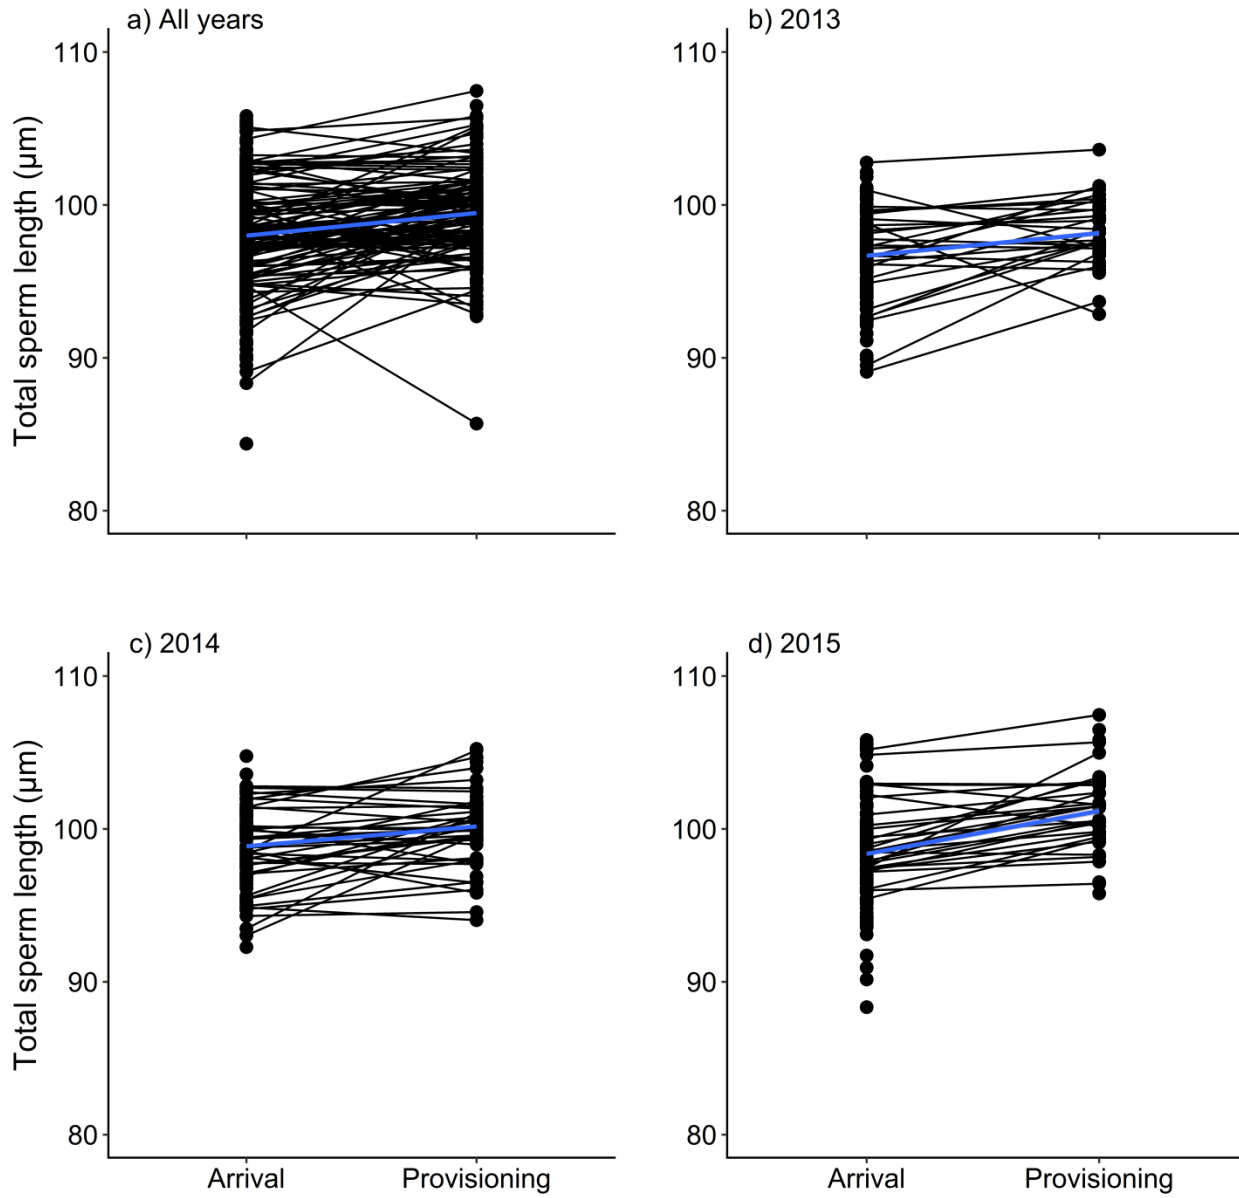 a) All years
b) 2013
110
100
90
80
Total sperm length (µm)
110
100
90
80
c) 2014
d) 2015
110
100
90
80
Total sperm length (µm)
Arrival
Provisioning
110
100
90
80
Arrival
Provisioning